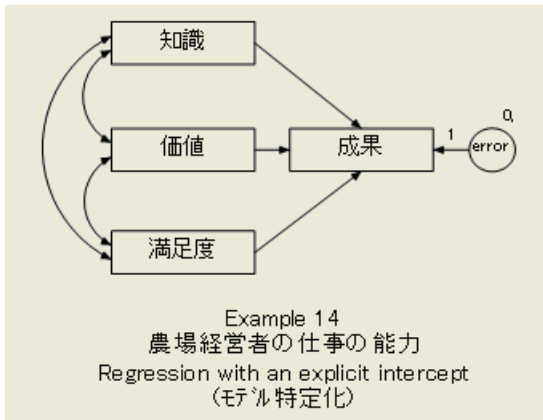 知識
価値
成果
1
0,
error
満足度
Example 14
農場経営者の仕事の能力
Regression with an explicit intercept
(モデル特定化)